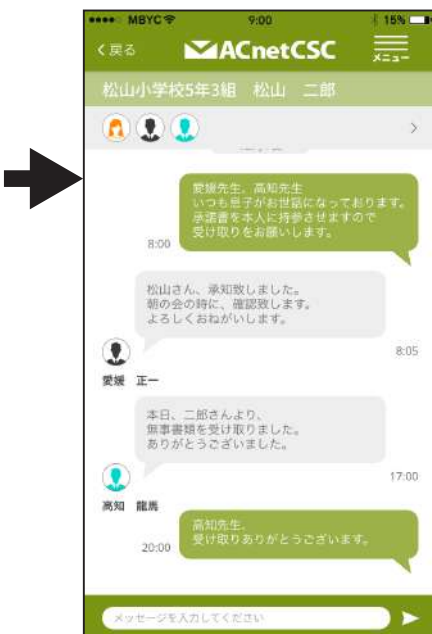 MBYC 9:00 15%
く戻る ACnetCSC メニュー
松山小学校5年3組 松山 二郎
愛媛先生、高知先生
いつも息子がお世話になっております。
承諾書を本人に持参させますので
受け取りをお願いします。
8:00
松山さん、承知致しました。
朝の会の時に、確認致します。
よろしくおねがいします。
8:05
愛媛 正一
本日、二郎さんより、
無事書類を受け取りました。
ありがとうございました。
17:00
高知 龍馬
高知先生、
受け取りありがとうございます。
20:00
メッセージを入力してください